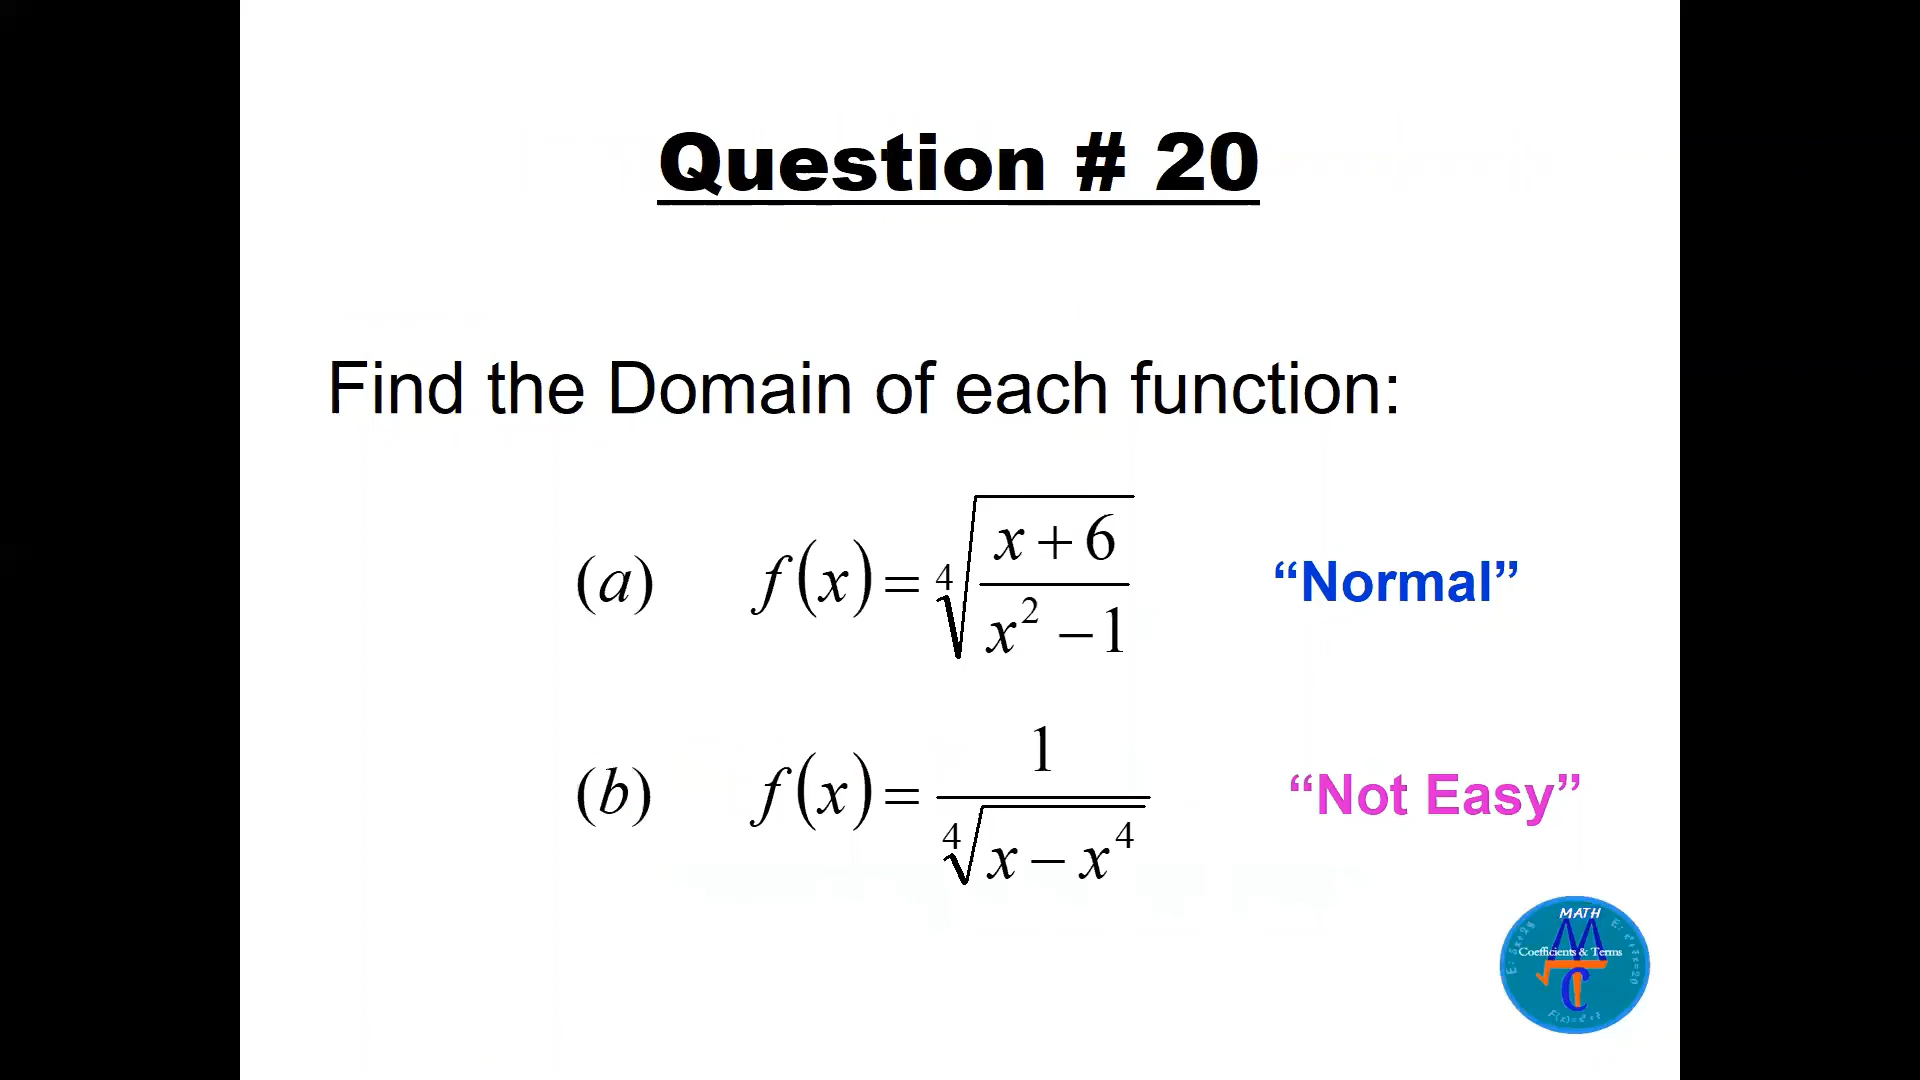 Question # 20
Find the Domain of each function:
(a) f(x) = ⁴√((x + 6)/(x² − 1)) “Normal”
(b) f(x) = 1/⁴√(x − x⁴) “Not Easy”
MATH
Coefficients & Terms